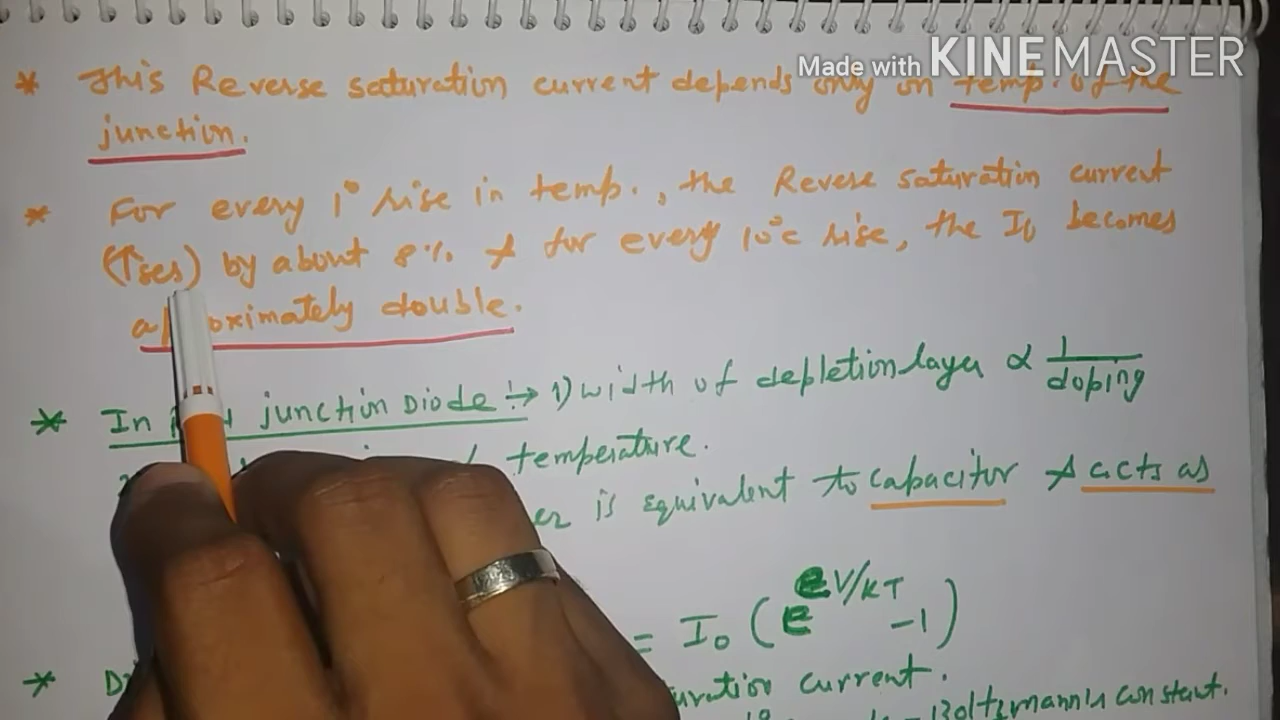 Made with KINEMASTER
* This Reverse saturation current depends only on temp. of the
junction.
* For every 1° rise in temp., the Reverse saturation current
(↑ses) by about 8% & for every 10°c rise, the I0 becomes
approximately double.
* In junction Diode :→ 1) width of depletion layer ∝ 1/doping
temperature.
is equivalent to capacitor & acts as
= I0 (e^eV/KT -1)
* current.
constant.